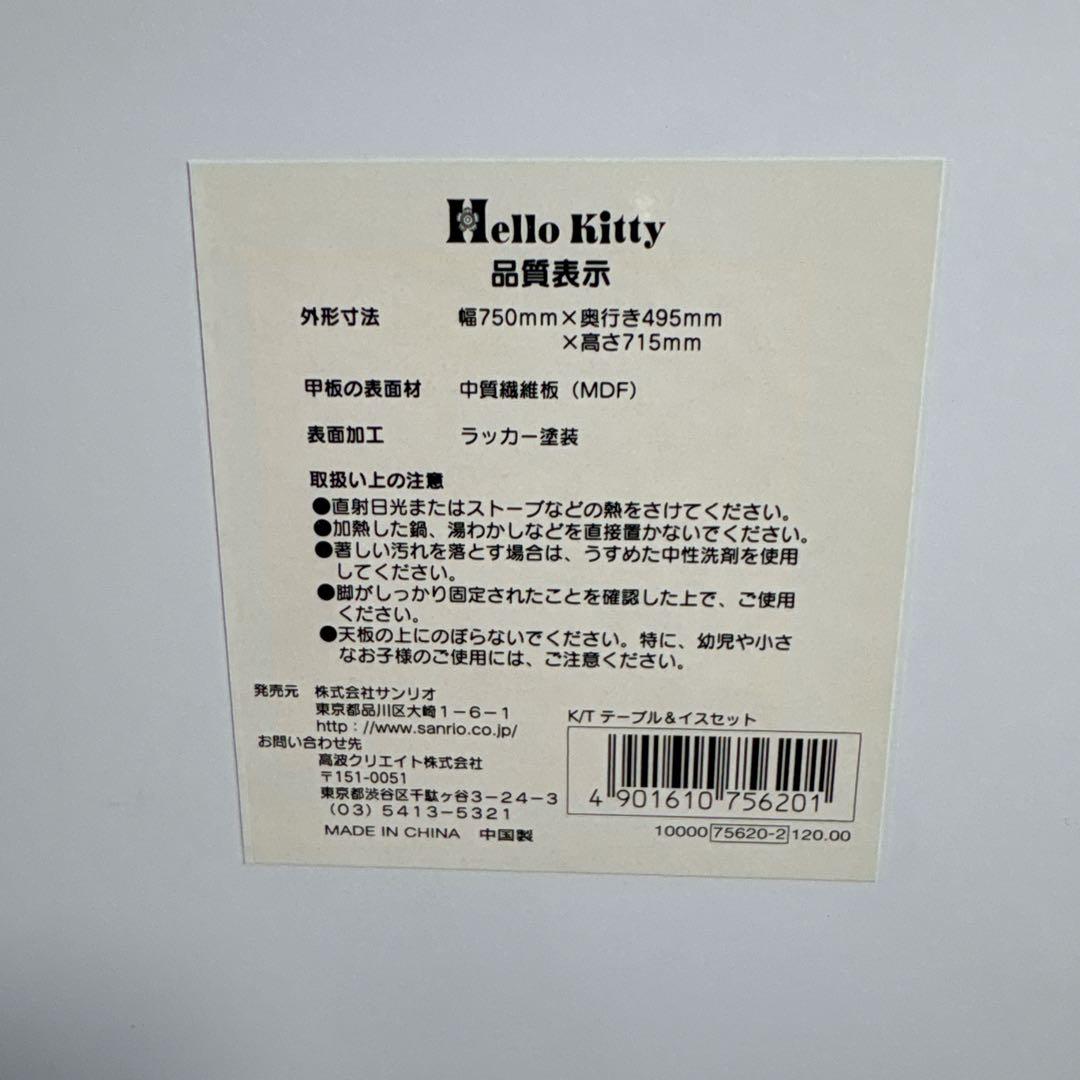 Hello Kitty
品質表示
外形寸法 幅750mm×奥行き495mm
×高さ715mm
甲板の表面材 中質繊維板（MDF）
表面加工 ラッカー塗装
取扱い上の注意
●直射日光またはストーブなどの熱をさけてください。
●加熱した鍋、湯わかしなどを直接置かないでください。
●著しい汚れを落とす場合は、うすめた中性洗剤を使用
してください。
●脚がしっかり固定されたことを確認した上で、ご使用
ください。
●天板の上にのぼらないでください。特に、幼児や小さ
なお子様のご使用には、ご注意ください。
発売元 株式会社サンリオ
東京都品川区大崎1-6-1
http://www.sanrio.co.jp/
お問い合わせ先
高波クリエイト株式会社
〒151-0051
東京都渋谷区千駄ヶ谷3-24-3
(03) 5413-5321
MADE IN CHINA 中国製
K/T テーブル&イスセット
4 901610 756201
10000 75620-2 120.00